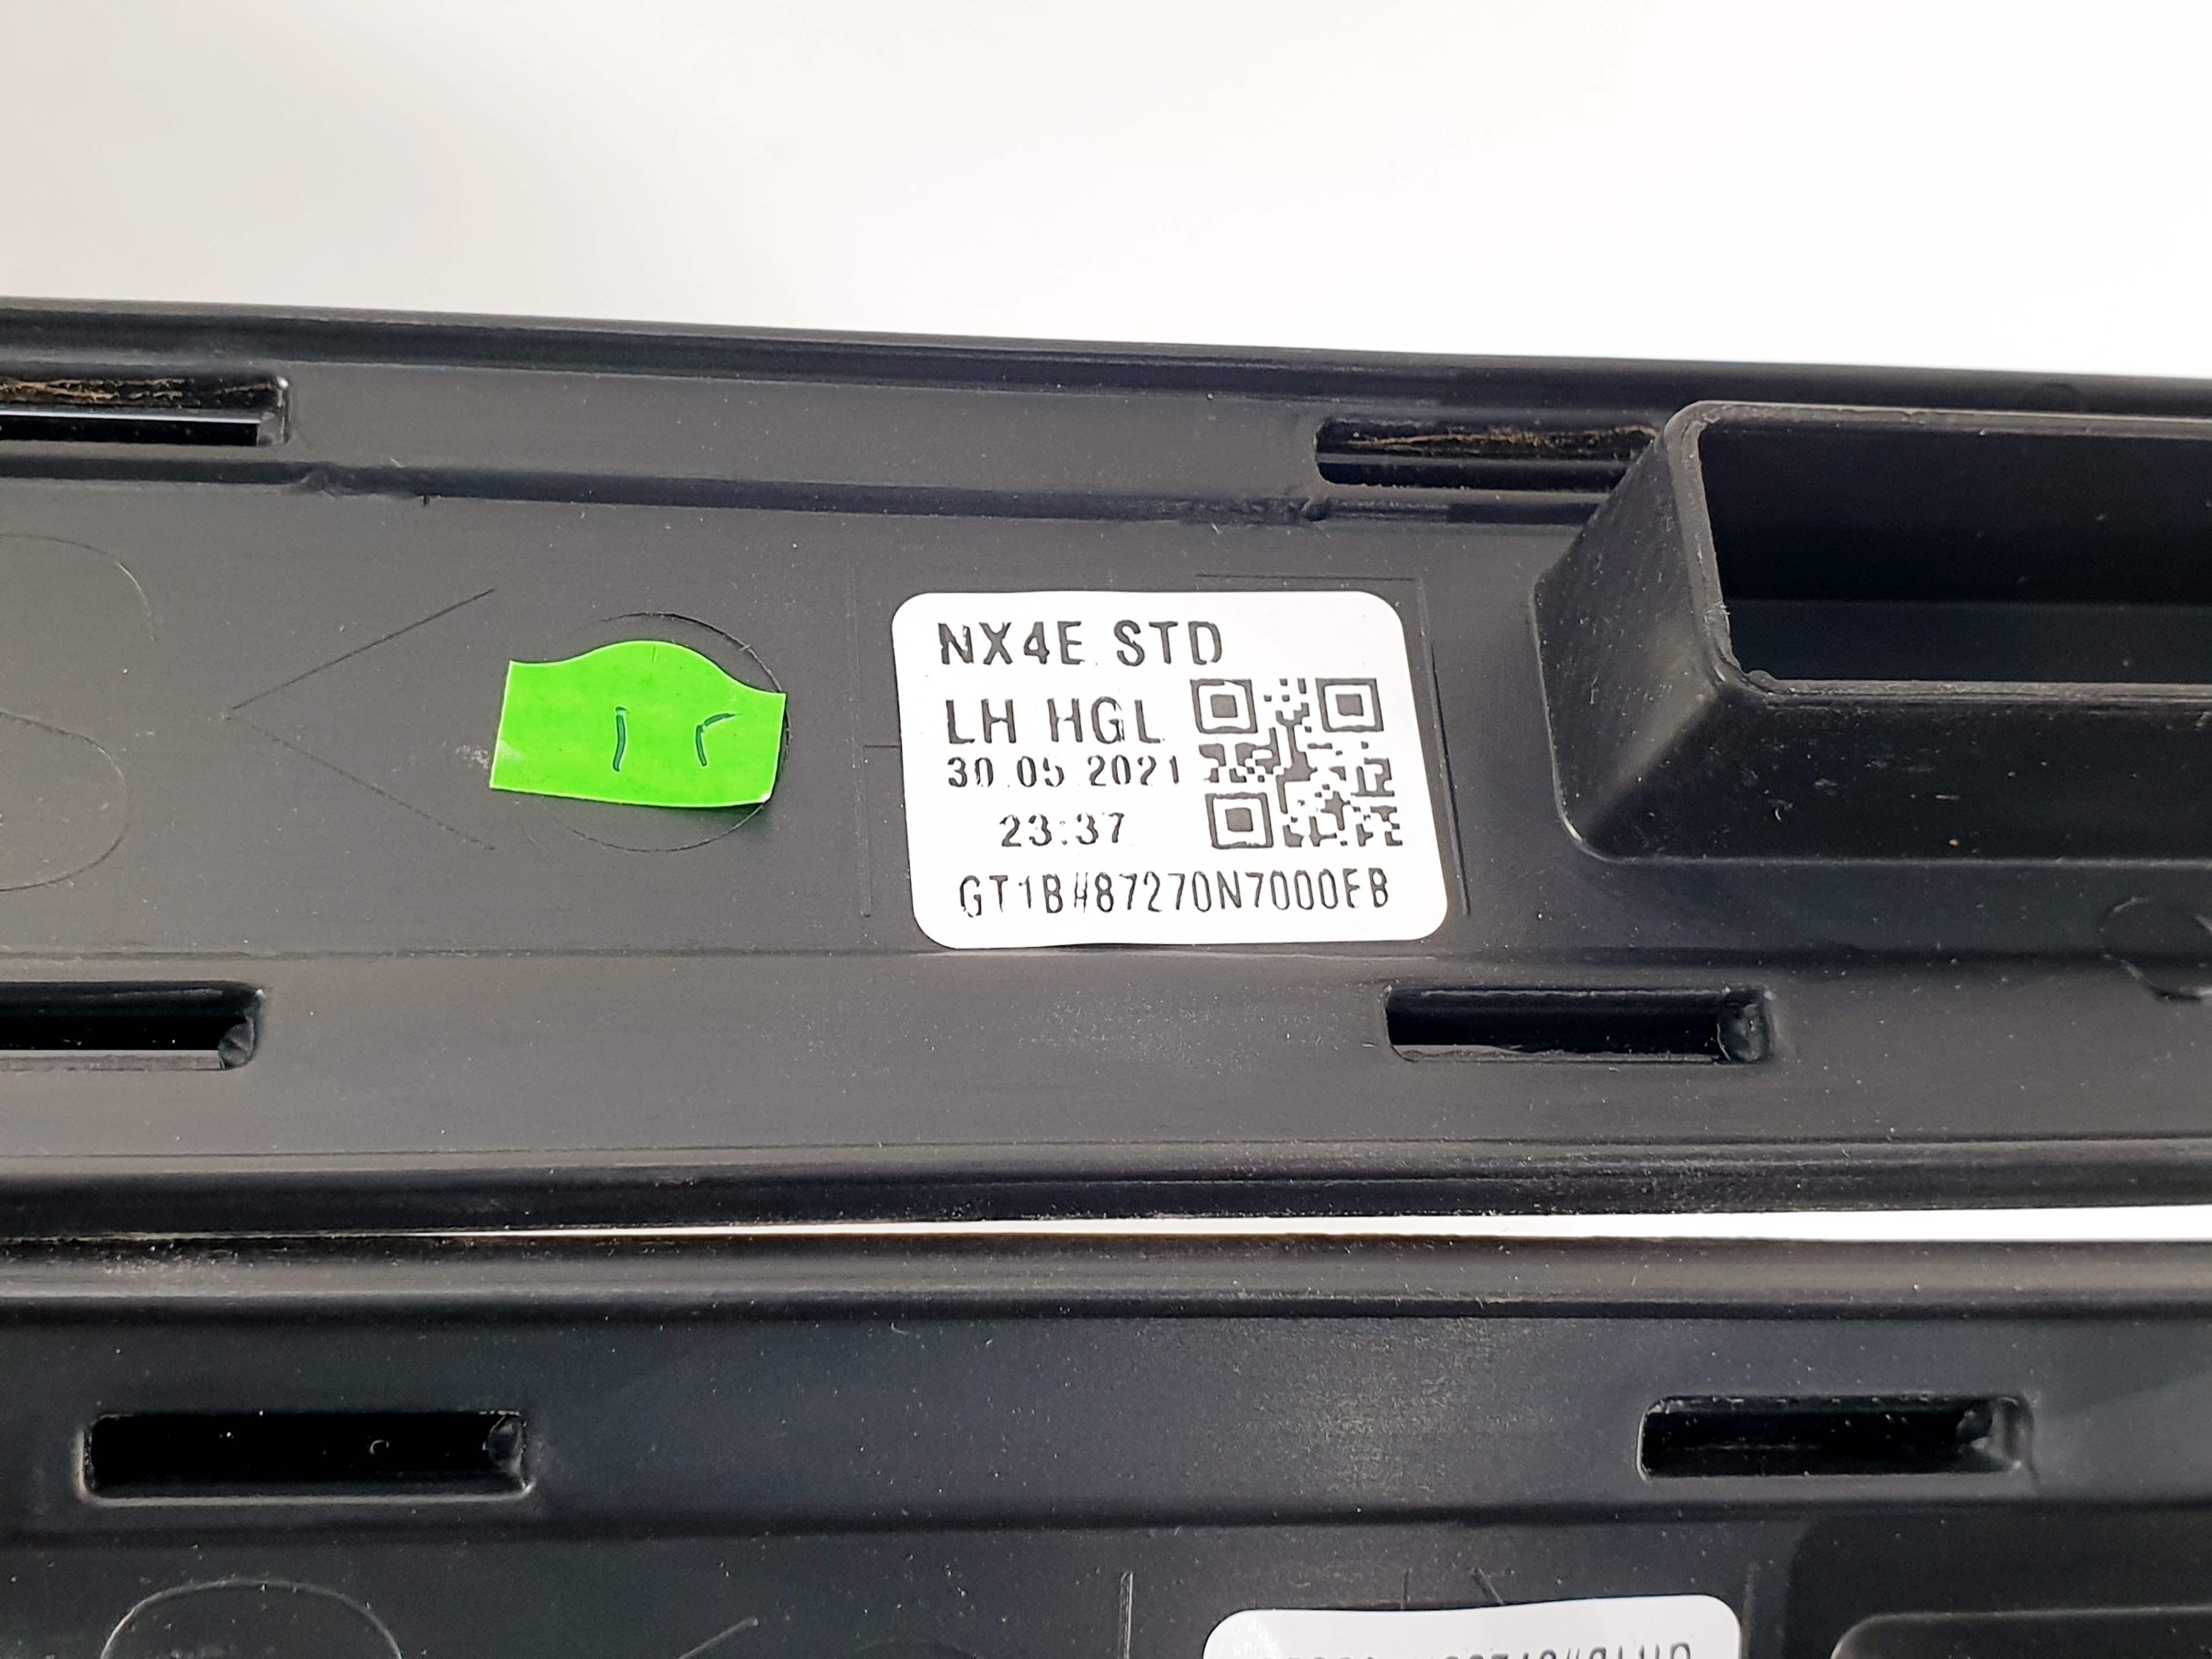 NX4E STD
LH HGL
30.05.2021
23:37
GT1B#87270N7000EB